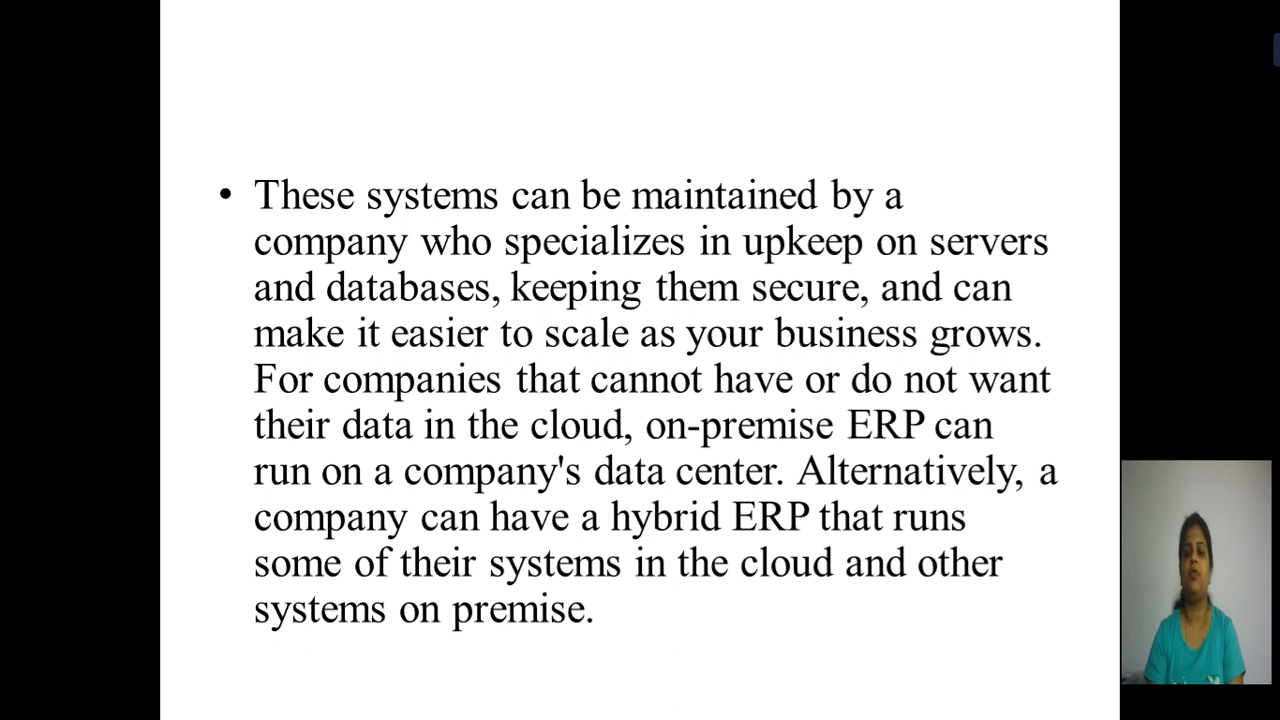 • These systems can be maintained by a
company who specializes in upkeep on servers
and databases, keeping them secure, and can
make it easier to scale as your business grows.
For companies that cannot have or do not want
their data in the cloud, on-premise ERP can
run on a company's data center. Alternatively, a
company can have a hybrid ERP that runs
some of their systems in the cloud and other
systems on premise.